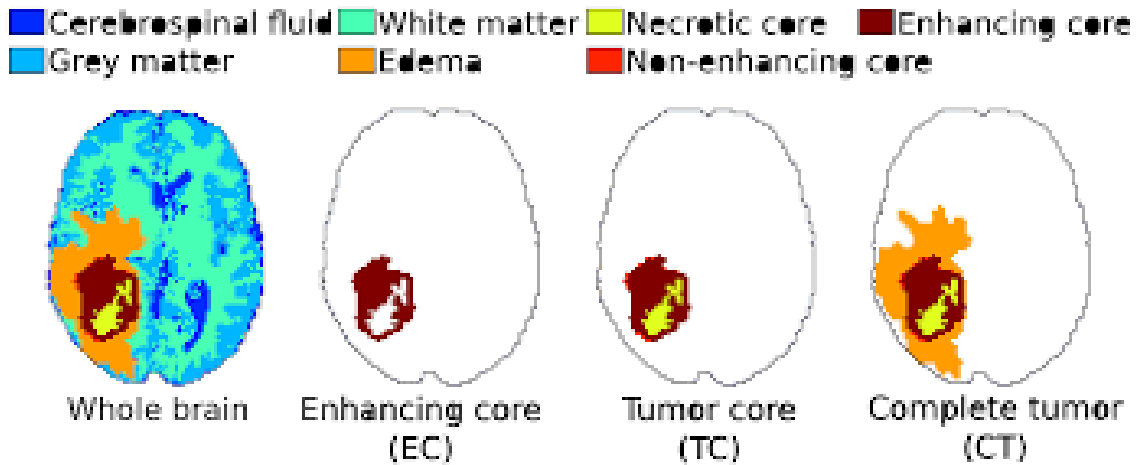 Cerebrospinal fluid White matter Necrotic core Enhancing core
Grey matter Edema Non-enhancing core
Whole brain Enhancing core Tumor core Complete tumor
(EC) (TC) (CT)